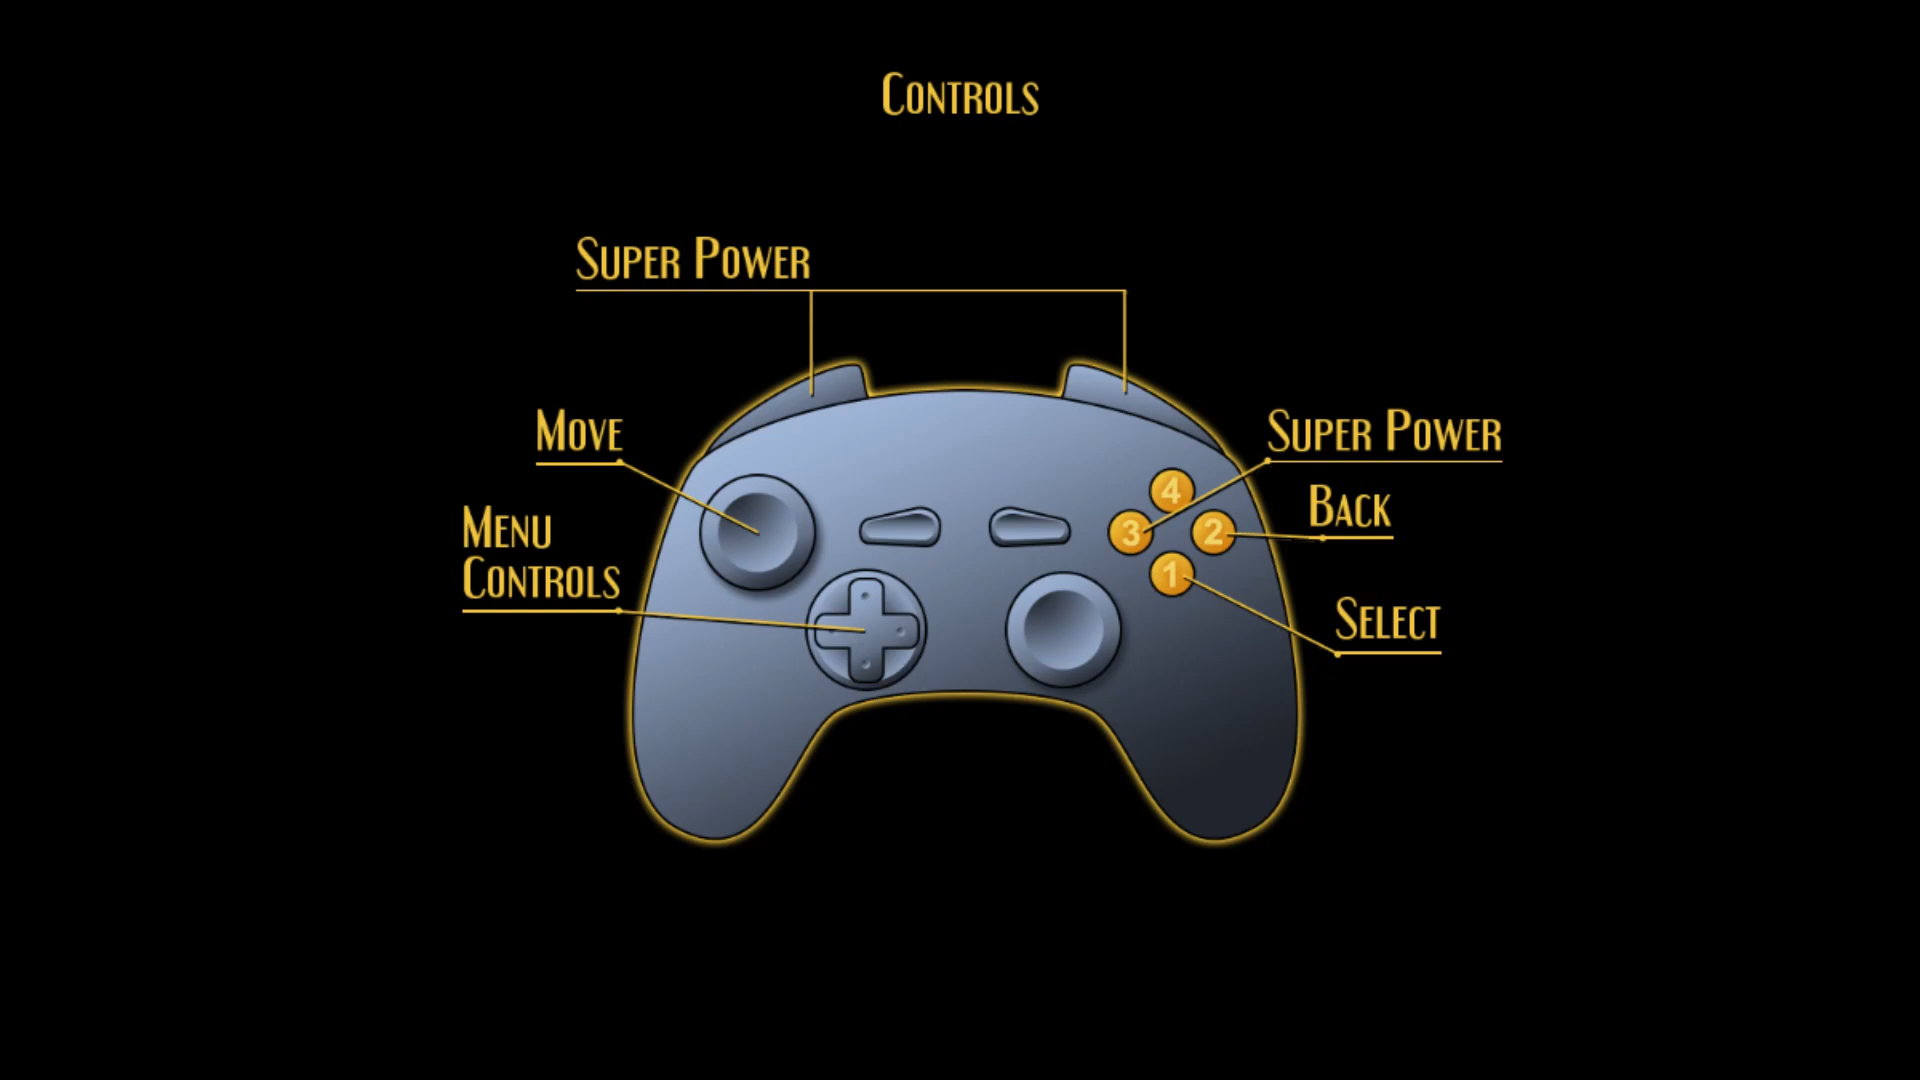 Controls
Super Power
Move
Super Power
Menu
Controls
Back
Select
4
3
2
1